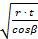 √(r · t / cosβ)